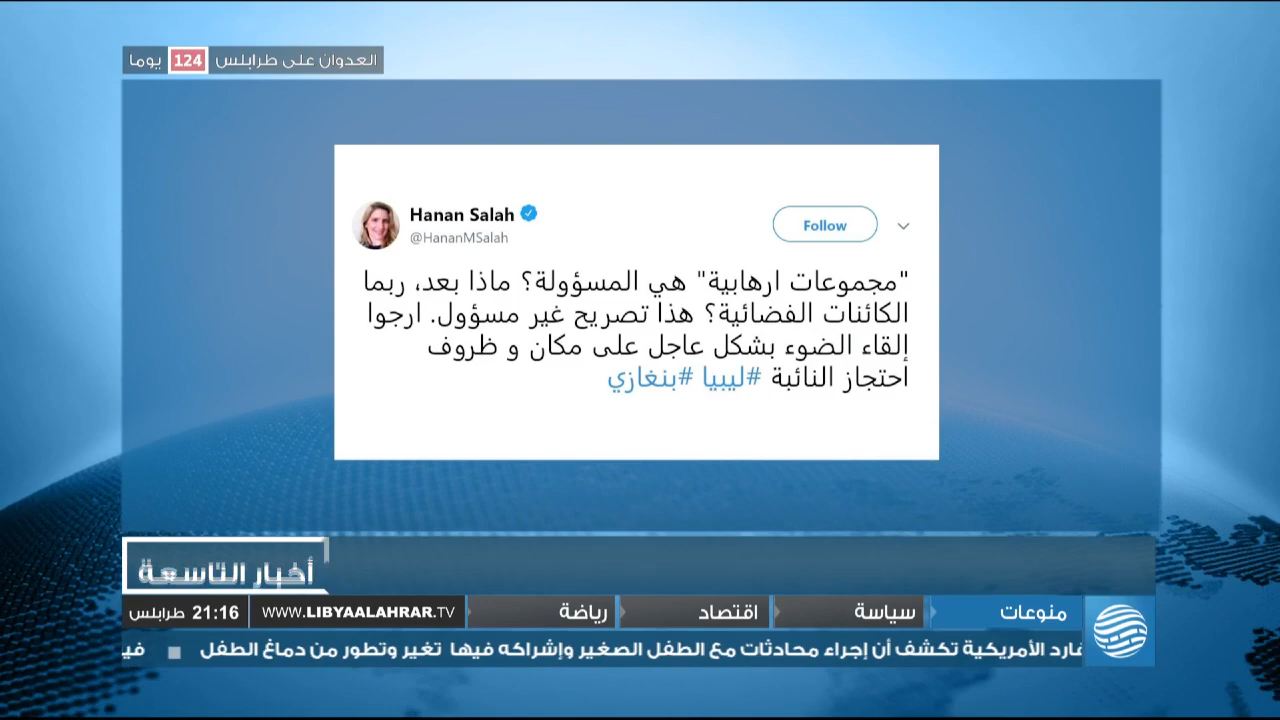 العدوان على طرابلس 124 يوما
Hanan Salah
@HananMSalah
Follow
"مجموعات ارهابية" هي المسؤولة؟ ماذا بعد، ربما
الكائنات الفضائية؟ هذا تصريح غير مسؤول. ارجوا
إلقاء الضوء بشكل عاجل على مكان و ظروف
احتجاز النائبة #ليبيا #بنغازي
أخبار التاسعة
منوعات سياسة اقتصاد رياضة WWW.LIBYAALAHRAR.TV 21:16 طرابلس
الأمريكية تكشف أن إجراء محادثات مع الطفل الصغير وإشراكه فيها تغير وتطور من دماغ الطفل